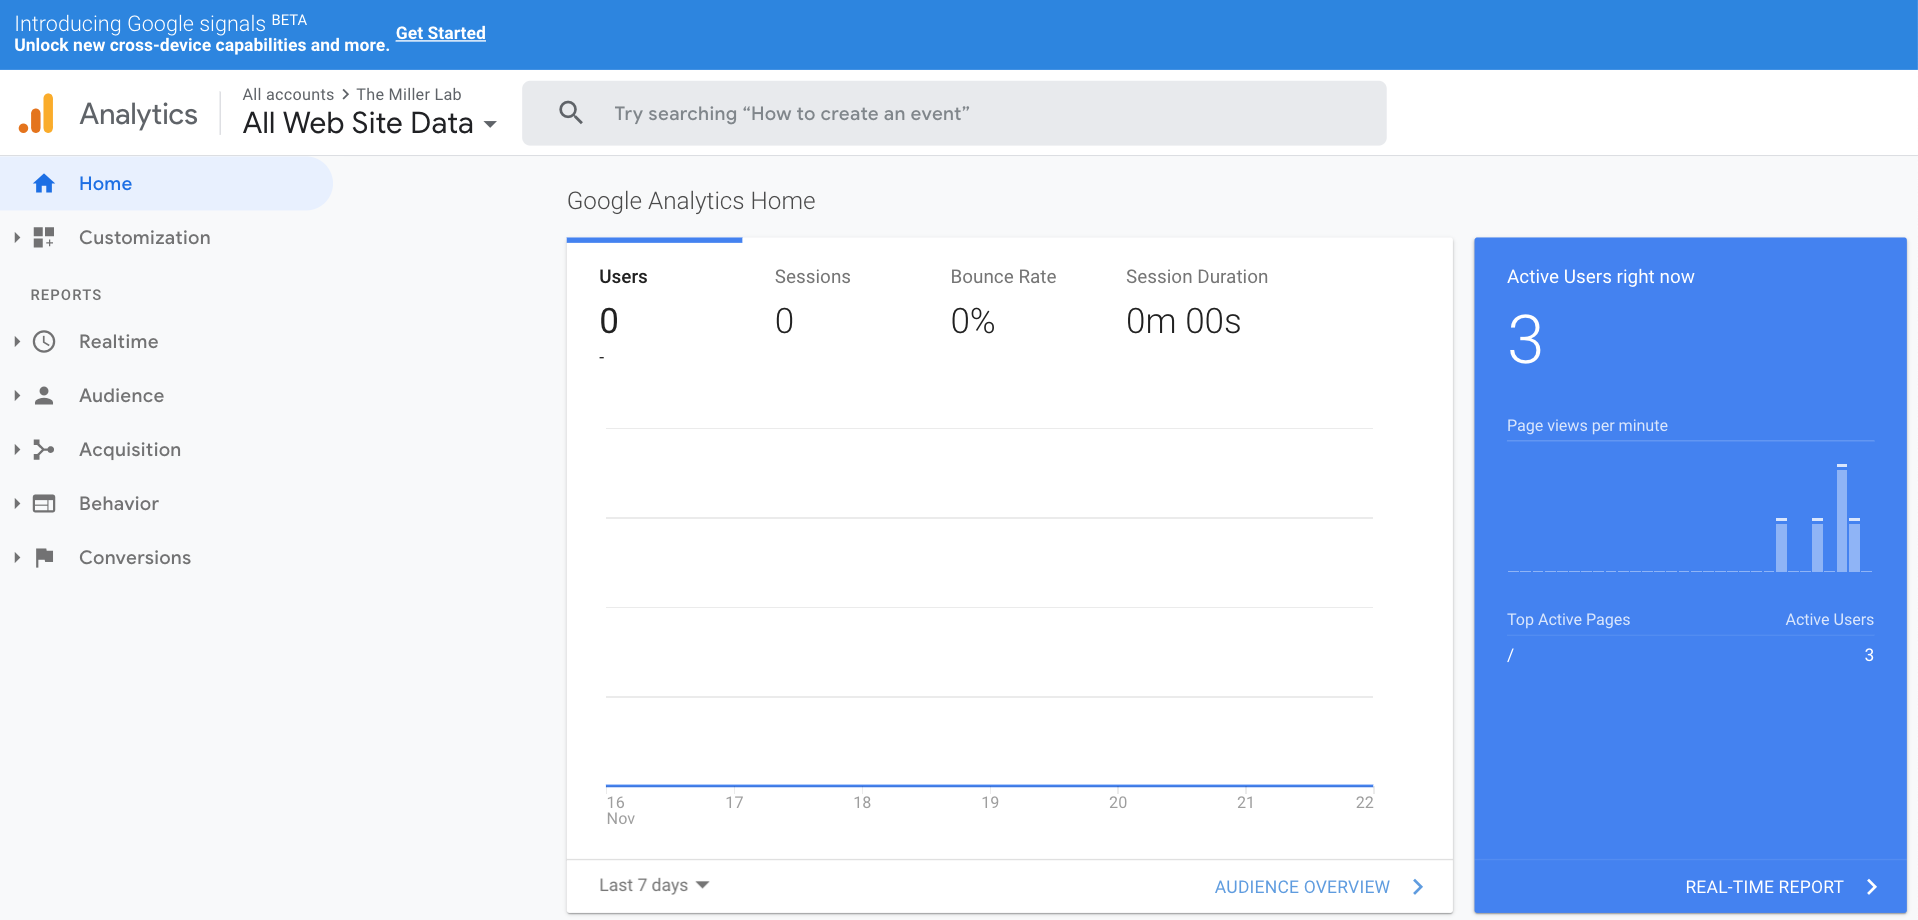 Introducing Google signals BETA
Unlock new cross-device capabilities and more. Get Started
Analytics
All accounts > The Miller Lab
All Web Site Data
Try searching “How to create an event”
Home
Customization
REPORTS
Realtime
Audience
Acquisition
Behavior
Conversions
Google Analytics Home
Users Sessions Bounce Rate Session Duration
0 0 0% 0m 00s
-
16 17 18 19 20 21 22
Nov
Last 7 days
AUDIENCE OVERVIEW
Active Users right now
3
Page views per minute
Top Active Pages Active Users
/ 3
REAL-TIME REPORT